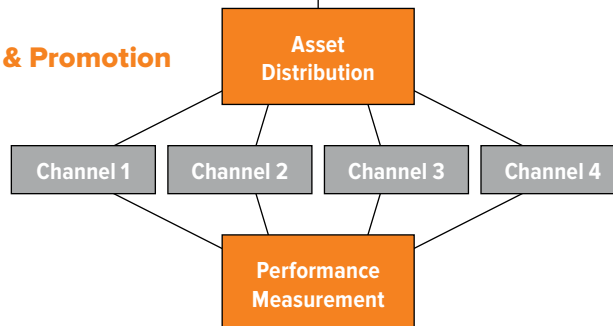 Asset
Distribution
& Promotion
Channel 1
Channel 2
Channel 3
Channel 4
Performance
Measurement